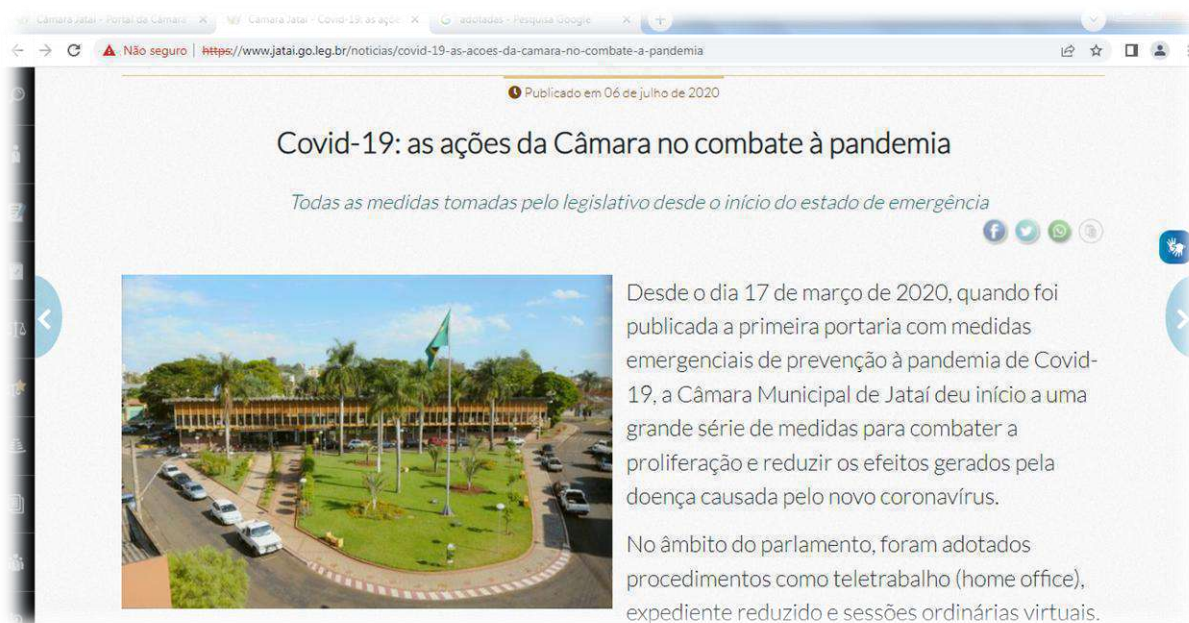 Câmara Jataí - Portal da Câmara
Câmara Jataí - Covid-19: as açõe
adotadas - Pesquisa Google
Não seguro | https://www.jatai.go.leg.br/noticias/covid-19-as-acoes-da-camara-no-combate-a-pandemia
Publicado em 06 de julho de 2020
Covid-19: as ações da Câmara no combate à pandemia
Todas as medidas tomadas pelo legislativo desde o início do estado de emergência
Desde o dia 17 de março de 2020, quando foi
publicada a primeira portaria com medidas
emergenciais de prevenção à pandemia de Covid-
19, a Câmara Municipal de Jataí deu início a uma
grande série de medidas para combater a
proliferação e reduzir os efeitos gerados pela
doença causada pelo novo coronavírus.
No âmbito do parlamento, foram adotados
procedimentos como teletrabalho (home office),
expediente reduzido e sessões ordinárias virtuais.